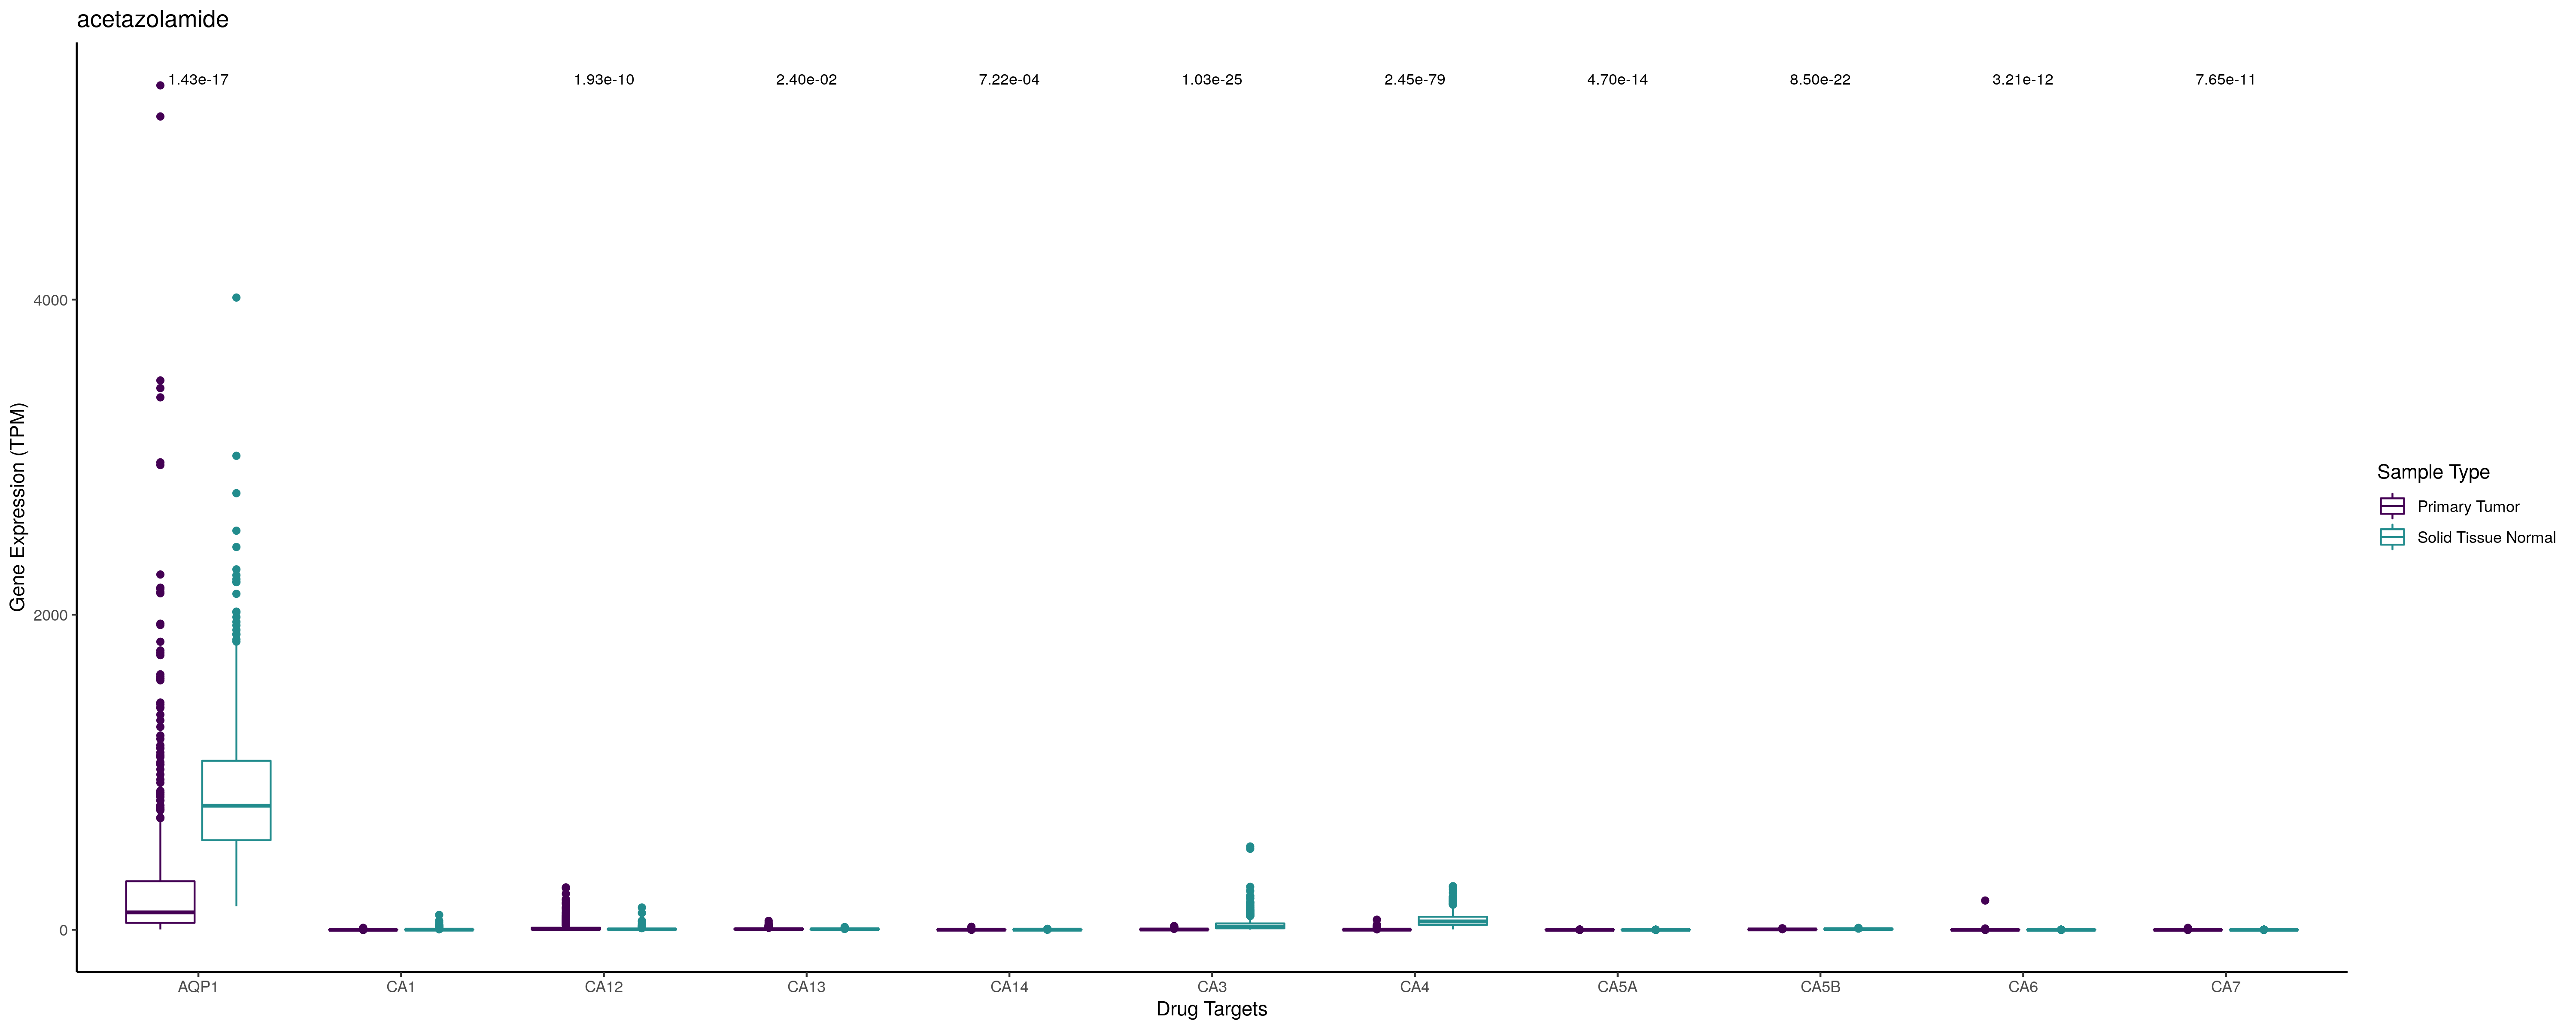 acetazolamide
1.43e-17 1.93e-10 2.40e-02 7.22e-04 1.03e-25 2.45e-79 4.70e-14 8.50e-22 3.21e-12 7.65e-11
Gene Expression (TPM)
4000
2000
0
AQP1 CA1 CA12 CA13 CA14 CA3 CA4 CA5A CA5B CA6 CA7
Drug Targets
Sample Type
Primary Tumor
Solid Tissue Normal